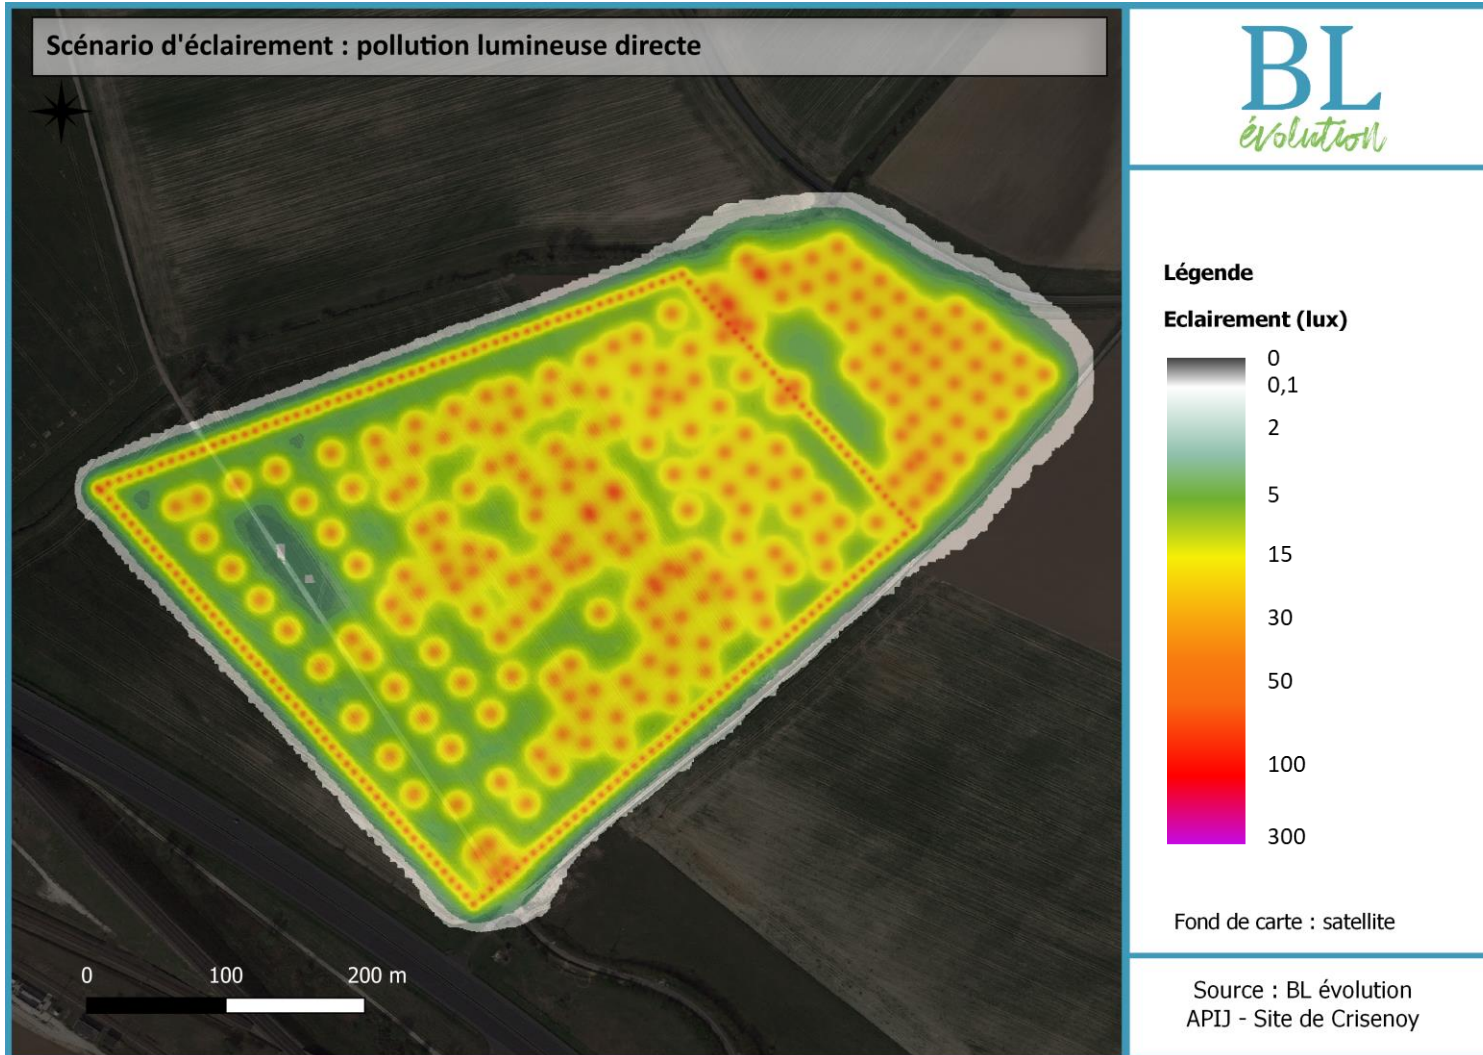 Scénario d'éclairement : pollution lumineuse directe
BL
évolution
Légende
Eclairement (lux)
0
0,1
2
5
15
30
50
100
300
Fond de carte : satellite
0 100 200 m
Source : BL évolution
APIJ - Site de Crisenoy